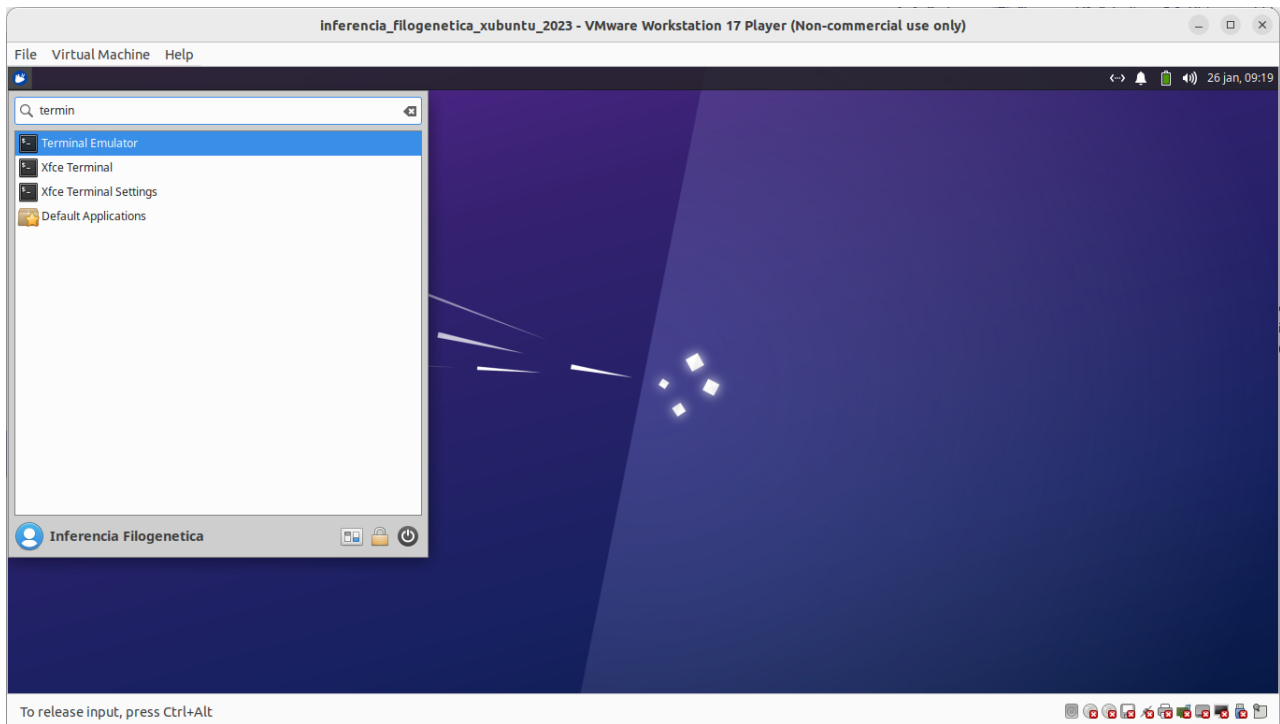 inferencia_filogenetica_xubuntu_2023 - VMware Workstation 17 Player (Non-commercial use only)
File Virtual Machine Help
26 jan, 09:19
termin
Terminal Emulator
Xfce Terminal
Xfce Terminal Settings
Default Applications
Inferencia Filogenetica
To release input, press Ctrl+Alt